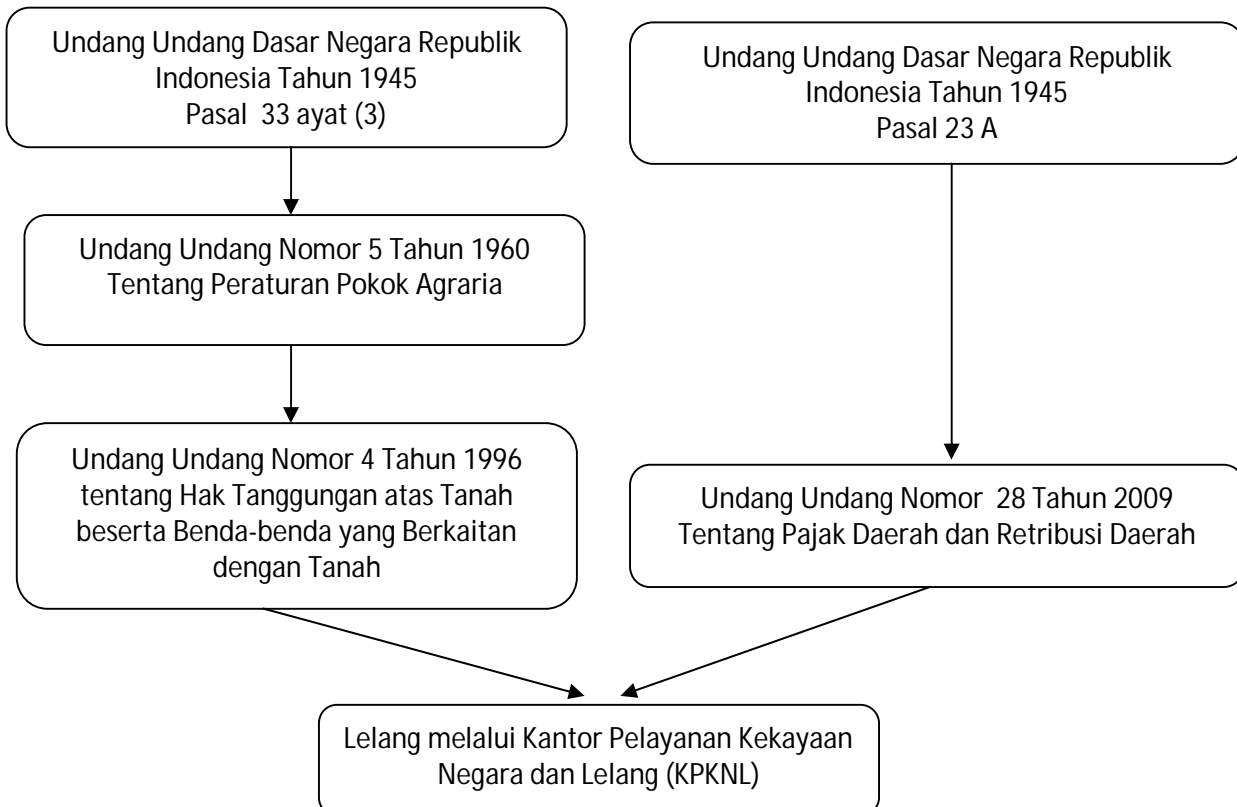 Undang Undang Dasar Negara Republik
Indonesia Tahun 1945
Pasal 33 ayat (3)
Undang Undang Dasar Negara Republik
Indonesia Tahun 1945
Pasal 23 A
Undang Undang Nomor 5 Tahun 1960
Tentang Peraturan Pokok Agraria
Undang Undang Nomor 4 Tahun 1996
tentang Hak Tanggungan atas Tanah
beserta Benda-benda yang Berkaitan
dengan Tanah
Undang Undang Nomor 28 Tahun 2009
Tentang Pajak Daerah dan Retribusi Daerah
Lelang melalui Kantor Pelayanan Kekayaan
Negara dan Lelang (KPKNL)